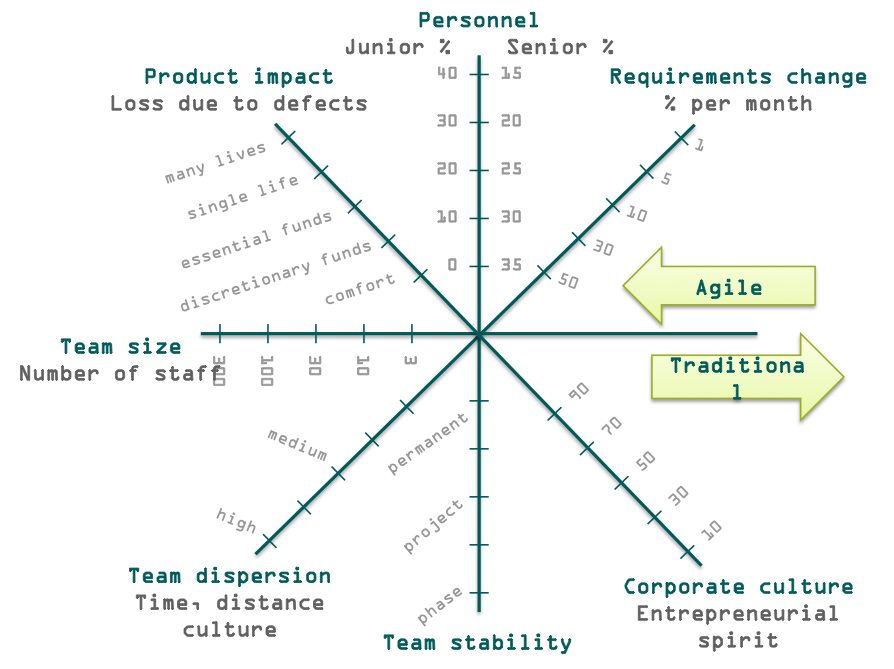 Personnel
Junior %
Senior %
40
15
30
20
20
25
10
30
0
35
Product impact
Loss due to defects
many lives
single life
essential funds
discretionary funds
comfort
Requirements change
% per month
1
5
10
30
50
Agile
Traditiona
l
Team size
Number of staff
300
100
30
10
3
90
70
50
30
10
medium
high
permanent
project
phase
Team dispersion
Time, distance
culture
Team stability
Corporate culture
Entrepreneurial
spirit